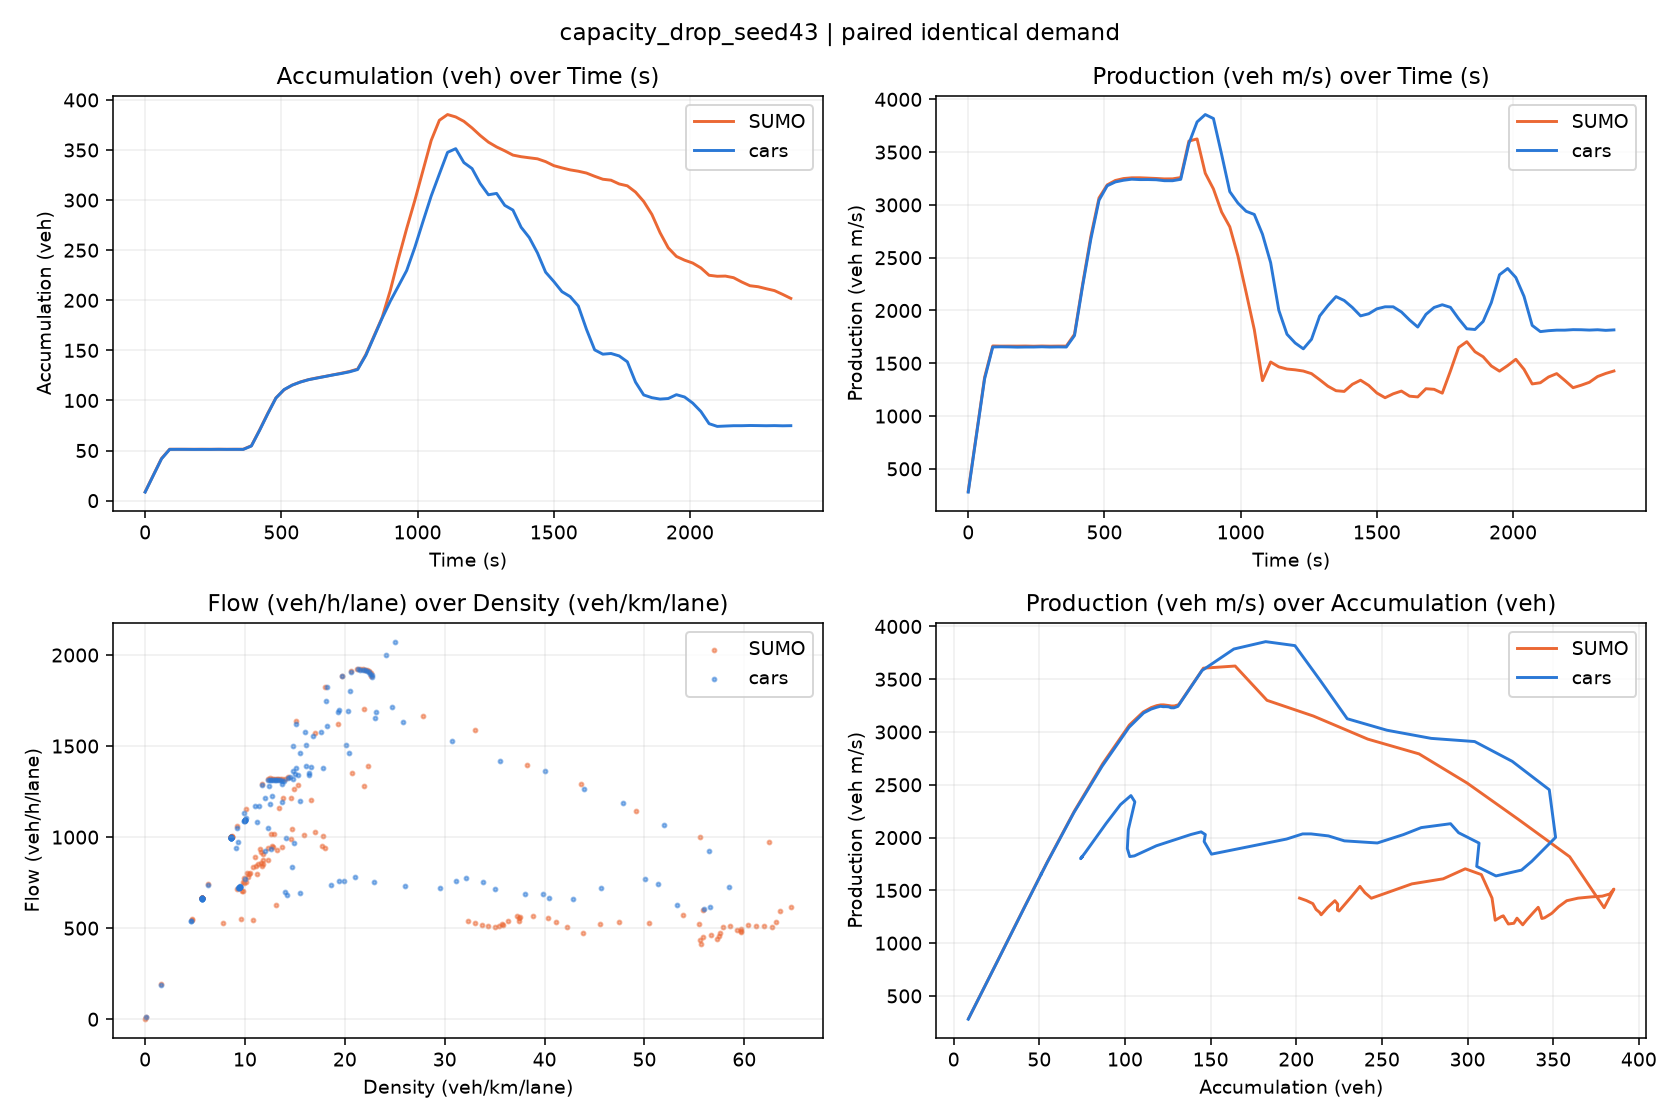 capacity_drop_seed43 | paired identical demand
Accumulation (veh) over Time (s)
400
350
300
250
200
150
100
50
0
Accumulation (veh)
SUMO
cars
0 500 1000 1500 2000
Time (s)
Production (veh m/s) over Time (s)
4000
3500
3000
2500
2000
1500
1000
500
Production (veh m/s)
SUMO
cars
0 500 1000 1500 2000
Time (s)
Flow (veh/h/lane) over Density (veh/km/lane)
2000
1500
1000
500
0
Flow (veh/h/lane)
SUMO
cars
0 10 20 30 40 50 60
Density (veh/km/lane)
Production (veh m/s) over Accumulation (veh)
4000
3500
3000
2500
2000
1500
1000
500
Production (veh m/s)
SUMO
cars
0 50 100 150 200 250 300 350 400
Accumulation (veh)